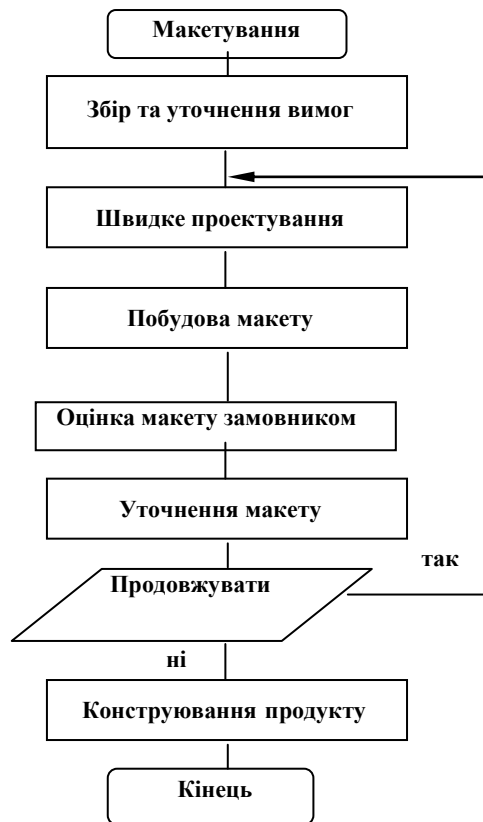 Макетування
Збір та уточнення вимог
Швидке проектування
Побудова макету
Оцінка макету замовником
Уточнення макету
Продовжувати
так
ні
Конструювання продукту
Кінець